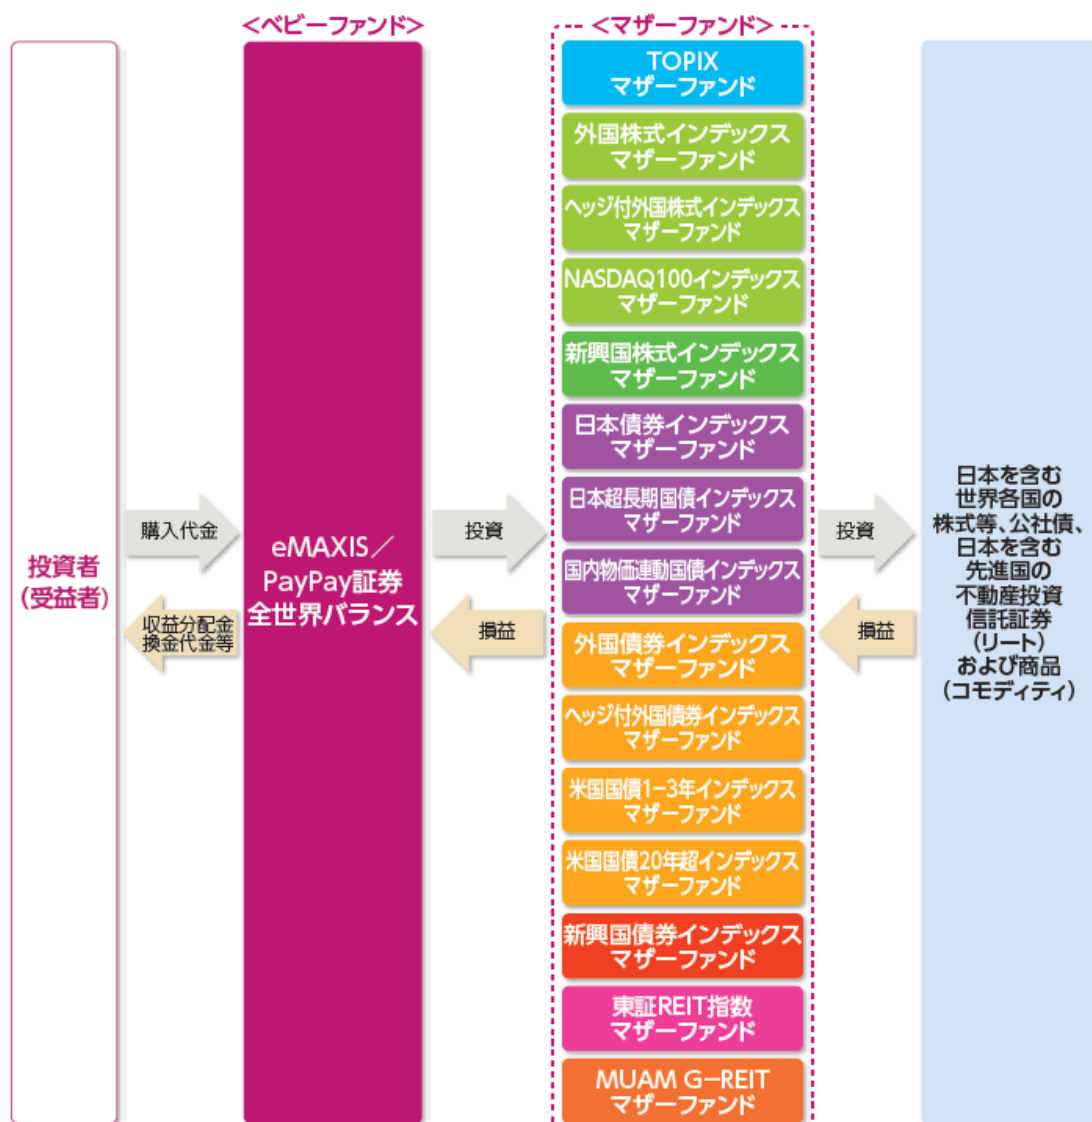 <ベビーファンド>
<マザーファンド>
投資者
(受益者)
購入代金
収益分配金
換金代金等
eMAXIS/
PayPay証券
全世界バランス
投資
損益
TOPIX
マザーファンド
外国株式インデックス
マザーファンド
ヘッジ付外国株式インデックス
マザーファンド
NASDAQ100インデックス
マザーファンド
新興国株式インデックス
マザーファンド
日本債券インデックス
マザーファンド
日本超長期国債インデックス
マザーファンド
国内物価連動国債インデックス
マザーファンド
外国債券インデックス
マザーファンド
ヘッジ付外国債券インデックス
マザーファンド
米国国債1-3年インデックス
マザーファンド
米国国債20年超インデックス
マザーファンド
新興国債券インデックス
マザーファンド
東証REIT指数
マザーファンド
MUAM G-REIT
マザーファンド
投資
損益
日本を含む
世界各国の
株式等、公社債、
日本を含む
先進国の
不動産投資
信託証券
(リート)
および商品
(コモディティ)